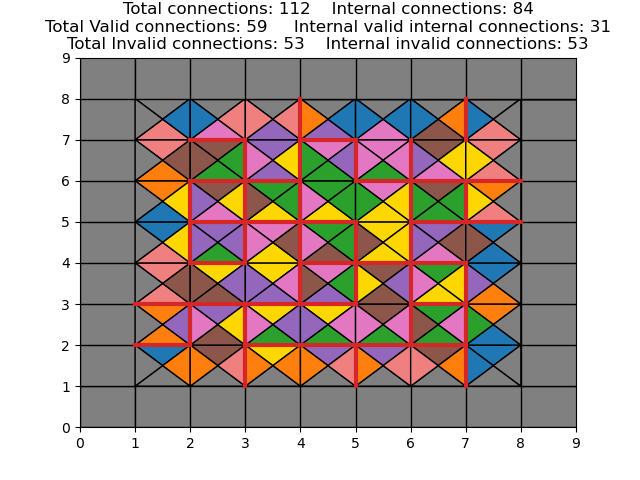 Total connections: 112    Internal connections: 84
Total Valid connections: 59     Internal valid internal connections: 31
Total Invalid connections: 53    Internal invalid connections: 53
9
8
7
6
5
4
3
2
1
0
0 1 2 3 4 5 6 7 8 9